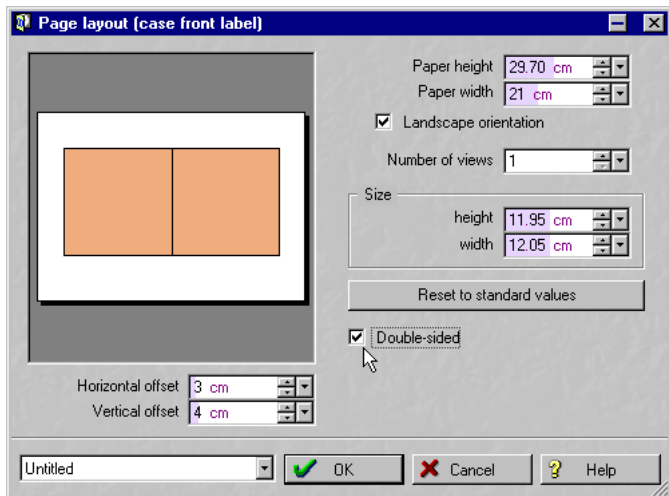 Page layout (case front label)
Paper height 29.70 cm
Paper width 21 cm
Landscape orientation
Number of views 1
Size
height 11.95 cm
width 12.05 cm
Reset to standard values
Double-sided
Horizontal offset 3 cm
Vertical offset 4 cm
Untitled OK Cancel Help